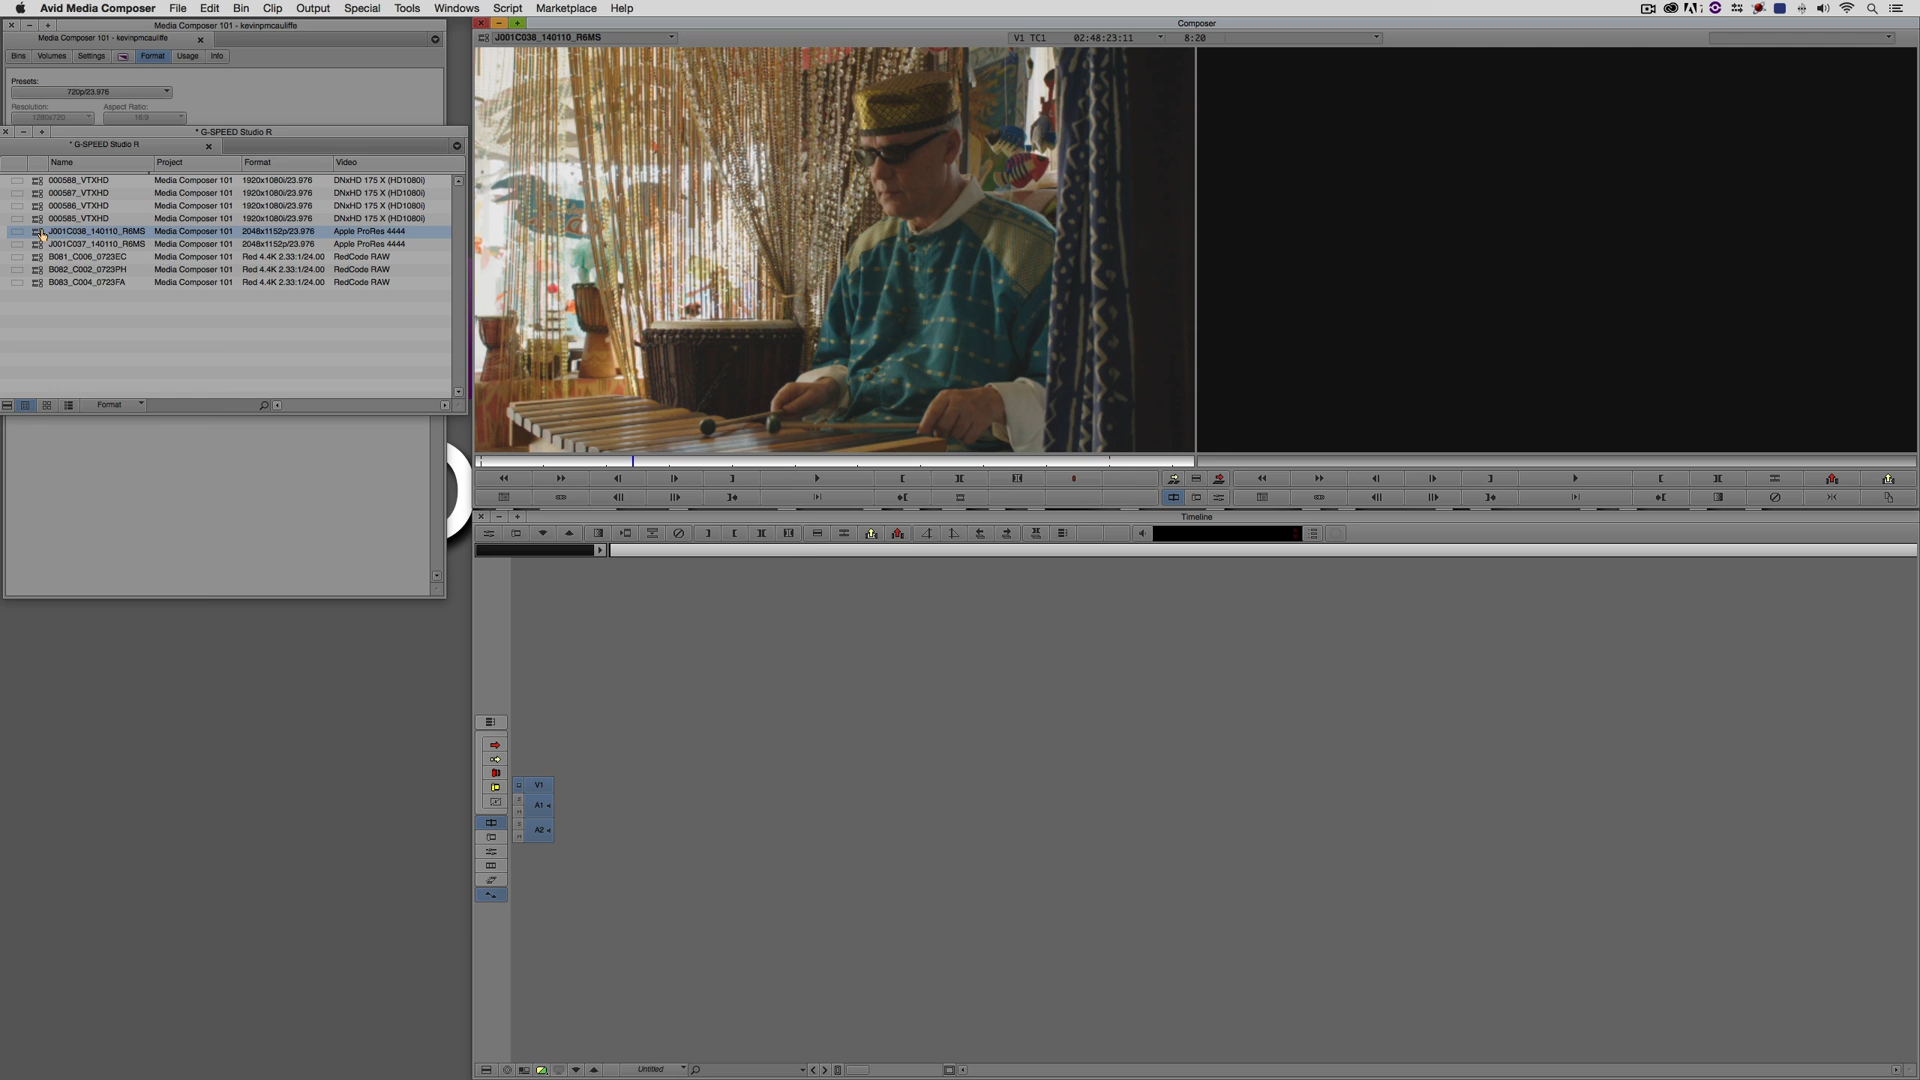 Avid Media Composer File Edit Bin Clip Output Special Tools Windows Script Marketplace Help
Media Composer 101 - kevinpmcauliffe
Composer
Media Composer 101 - kevinpmcauliffe
J001C038_140110_R6MS V1 TC1 02:48:23:11 8:20
Bins Volumes Settings Format Usage Info
Presets:
720p/23.976
Resolution: Aspect Ratio:
1280x720 16:9
* G-SPEED Studio R
* G-SPEED Studio R
Name Project Format Video
000588_VTXHD Media Composer 101 1920x1080i/23.976 DNxHD 175 X (HD1080i)
000587_VTXHD Media Composer 101 1920x1080i/23.976 DNxHD 175 X (HD1080i)
000586_VTXHD Media Composer 101 1920x1080i/23.976 DNxHD 175 X (HD1080i)
000585_VTXHD Media Composer 101 1920x1080i/23.976 DNxHD 175 X (HD1080i)
J001C038_140110_R6MS Media Composer 101 2048x1152p/23.976 Apple ProRes 4444
J001C037_140110_R6MS Media Composer 101 2048x1152p/23.976 Apple ProRes 4444
B081_C006_0723EC Media Composer 101 Red 4.4K 2.33:1/24.00 RedCode RAW
B082_C002_0723PH Media Composer 101 Red 4.4K 2.33:1/24.00 RedCode RAW
B083_C004_0723FA Media Composer 101 Red 4.4K 2.33:1/24.00 RedCode RAW
Format
Timeline
V1
A1
A2
Untitled